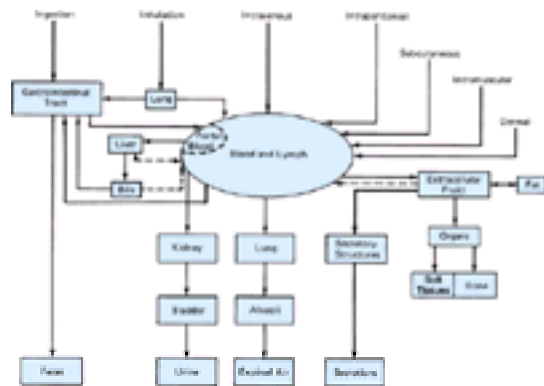 Ingestion
Inhalation
Intravenous
Intraperitoneal
Subcutaneous
Intramuscular
Dermal
Gastrointestinal
Tract
Lung
Liver
Portal
Blood
Blood and Lymph
Bile
Extracellular
Fluid
Fat
Kidney
Lung
Secretory
Structures
Organs
Soft
Tissues
Bone
Bladder
Alveoli
Feces
Urine
Expired Air
Secretions